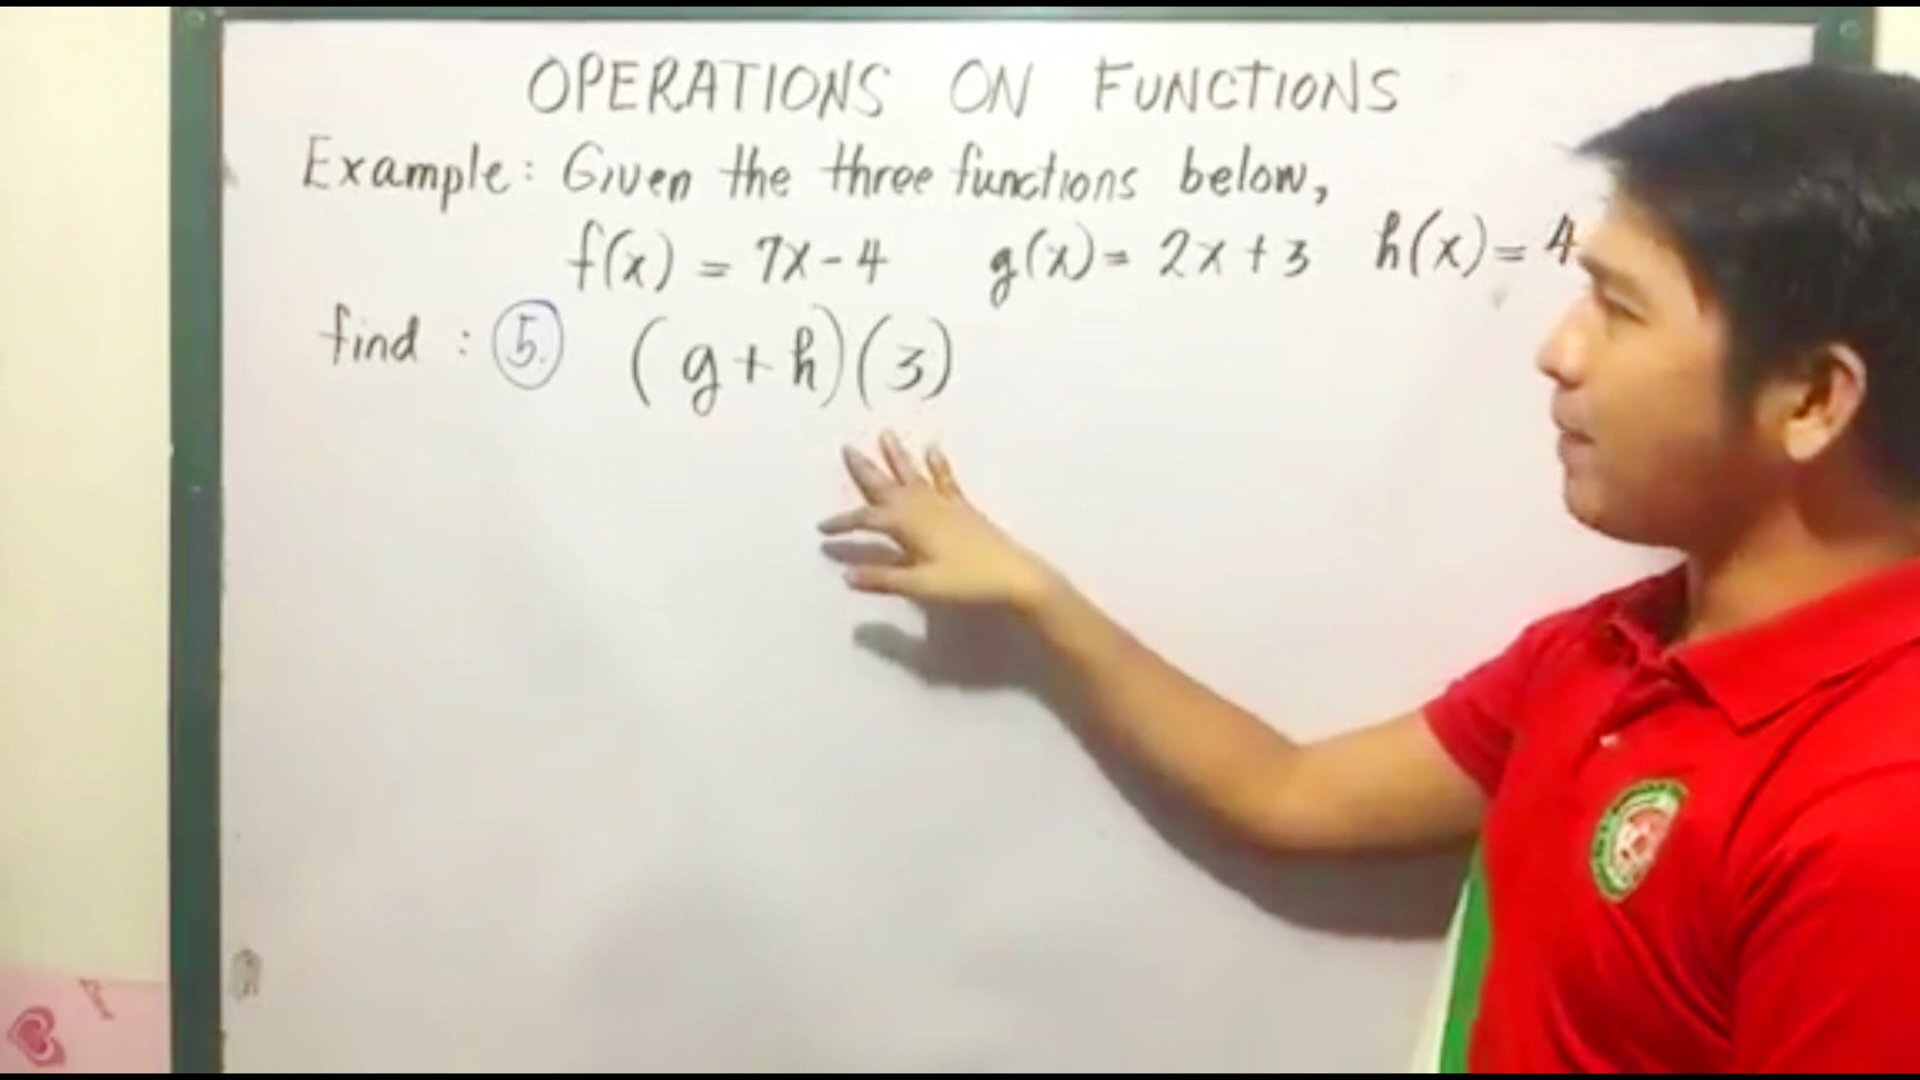 OPERATIONS ON FUNCTIONS
Example: Given the three functions below,
f(x) = 7x - 4 g(x) = 2x + 3 h(x) = 4
find : 5. (g + h)(3)